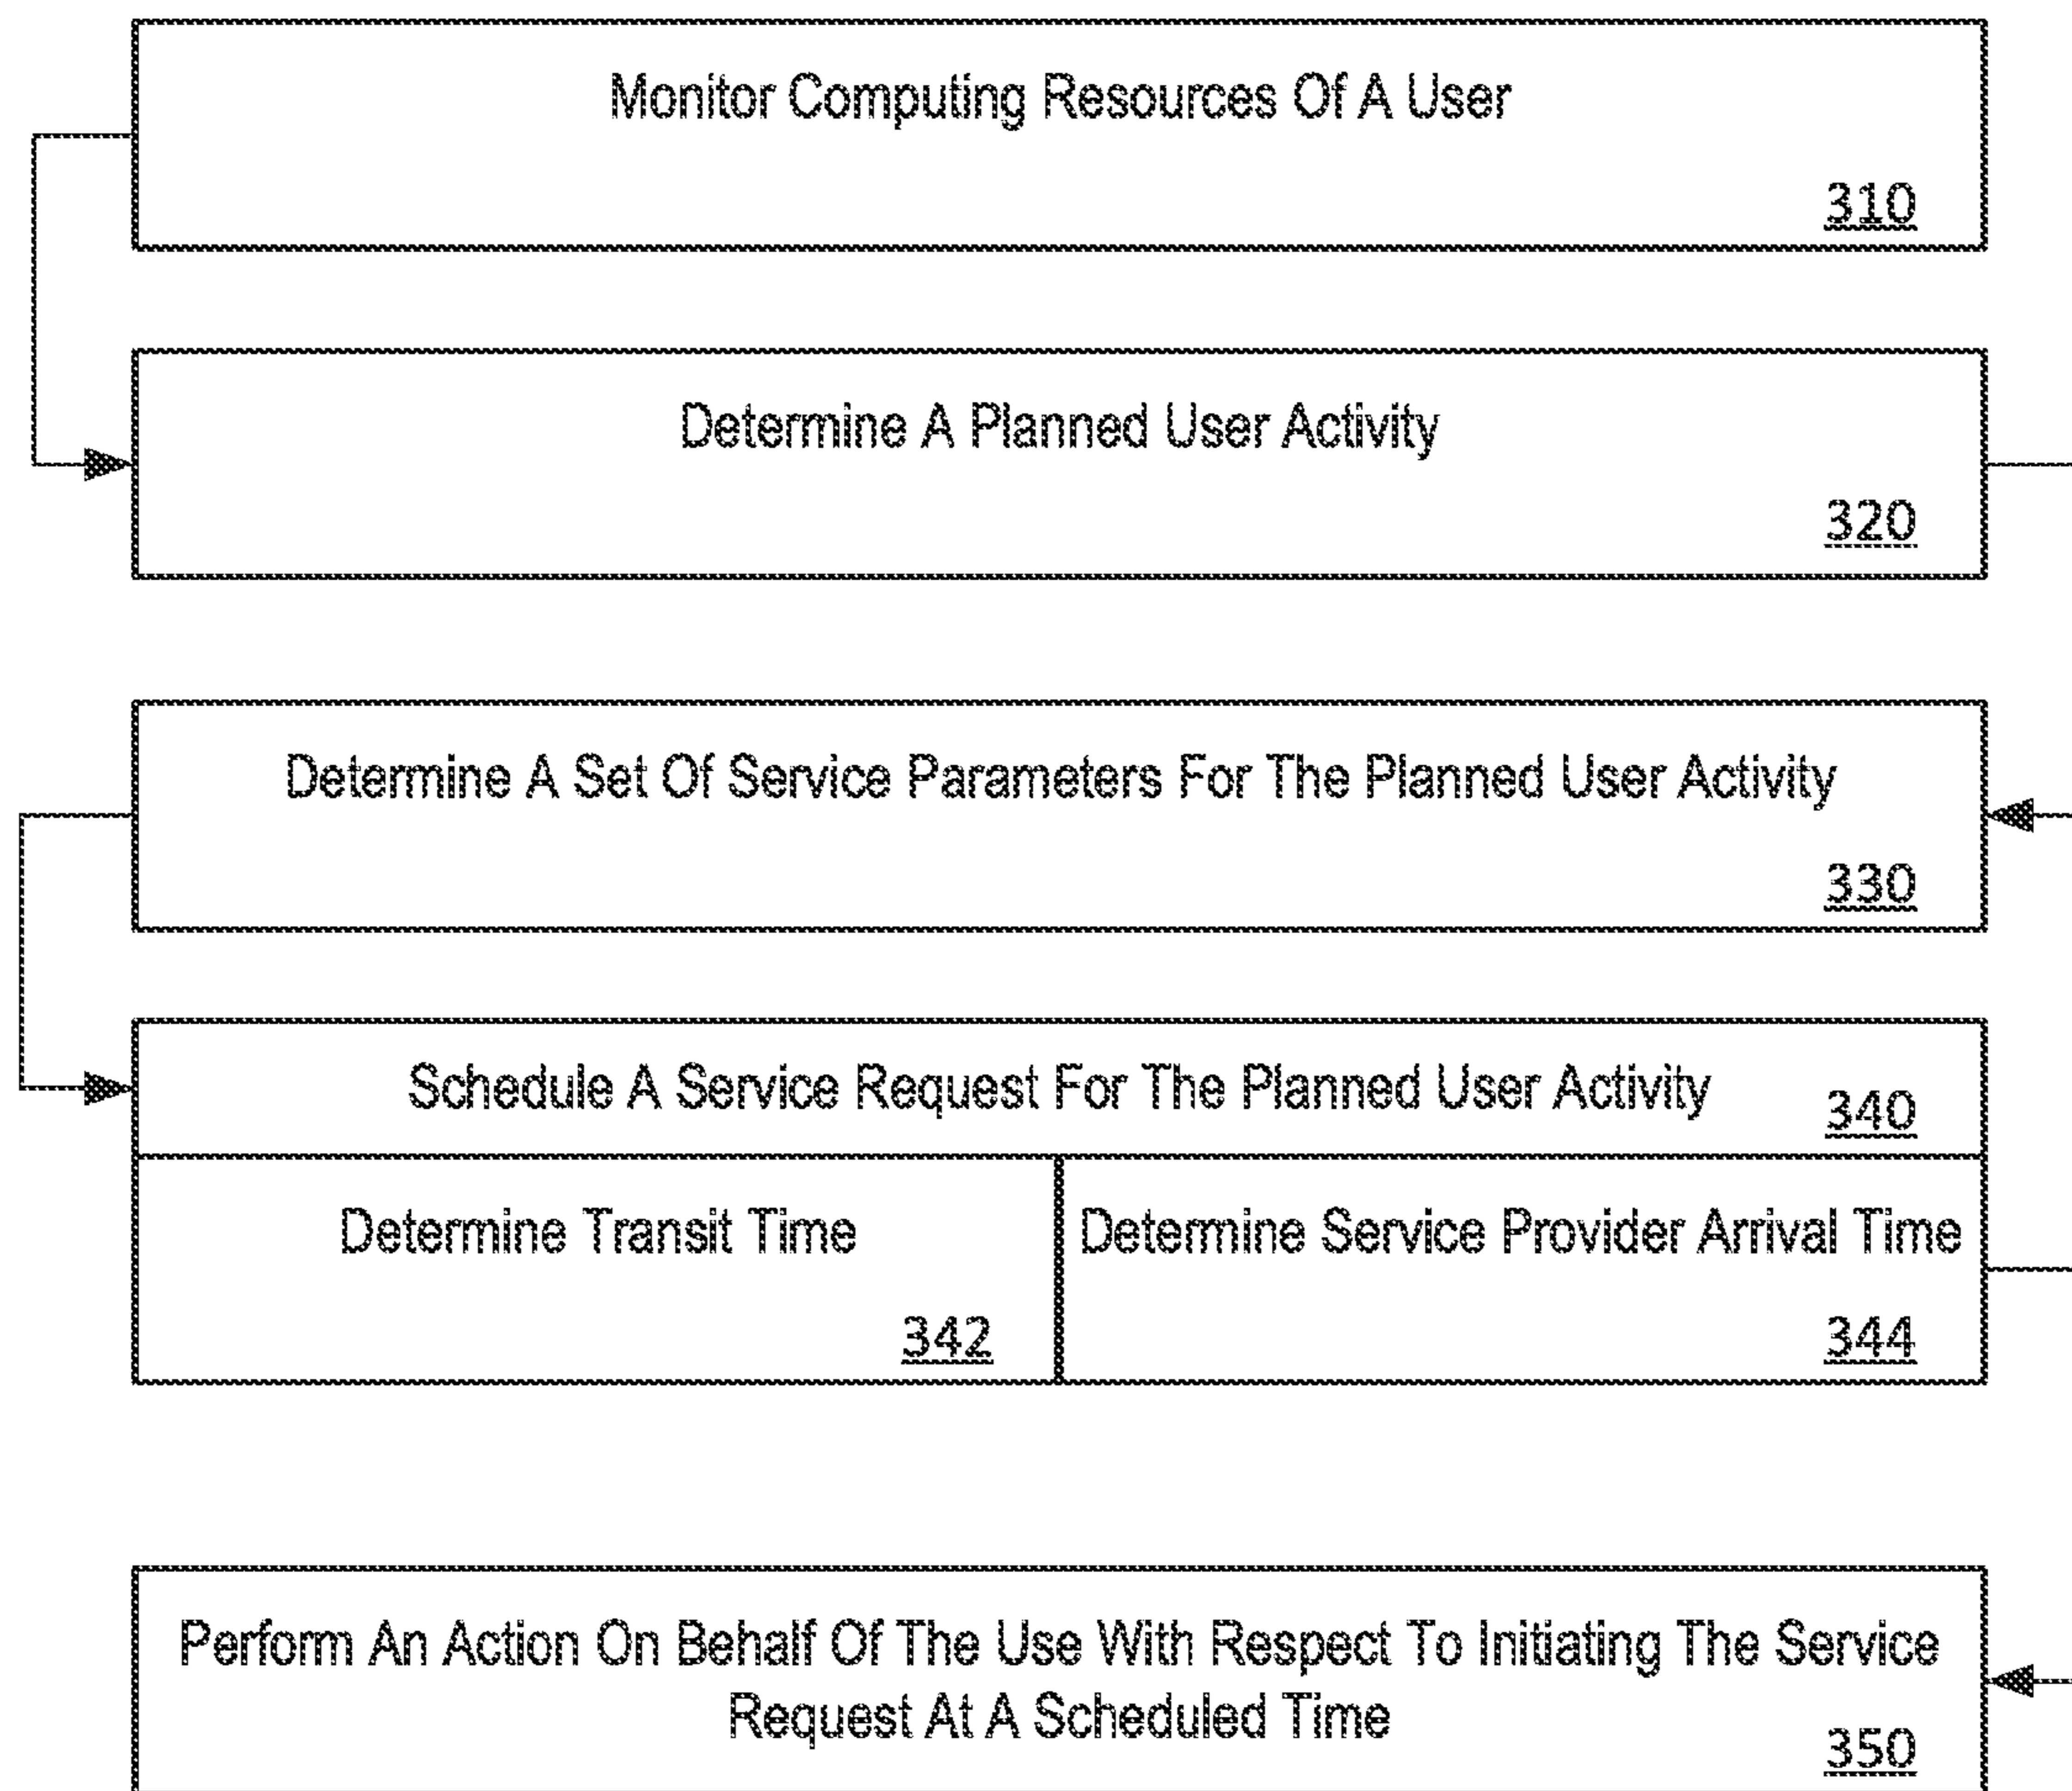 Monitor Computing Resources Of A User
310
Determine A Planned User Activity
320
Determine A Set Of Service Parameters For The Planned User Activity
330
Schedule A Service Request For The Planned User Activity
340
Determine Transit Time
342
Determine Service Provider Arrival Time
344
Perform An Action On Behalf Of The Use With Respect To Initiating The Service
Request At A Scheduled Time
350